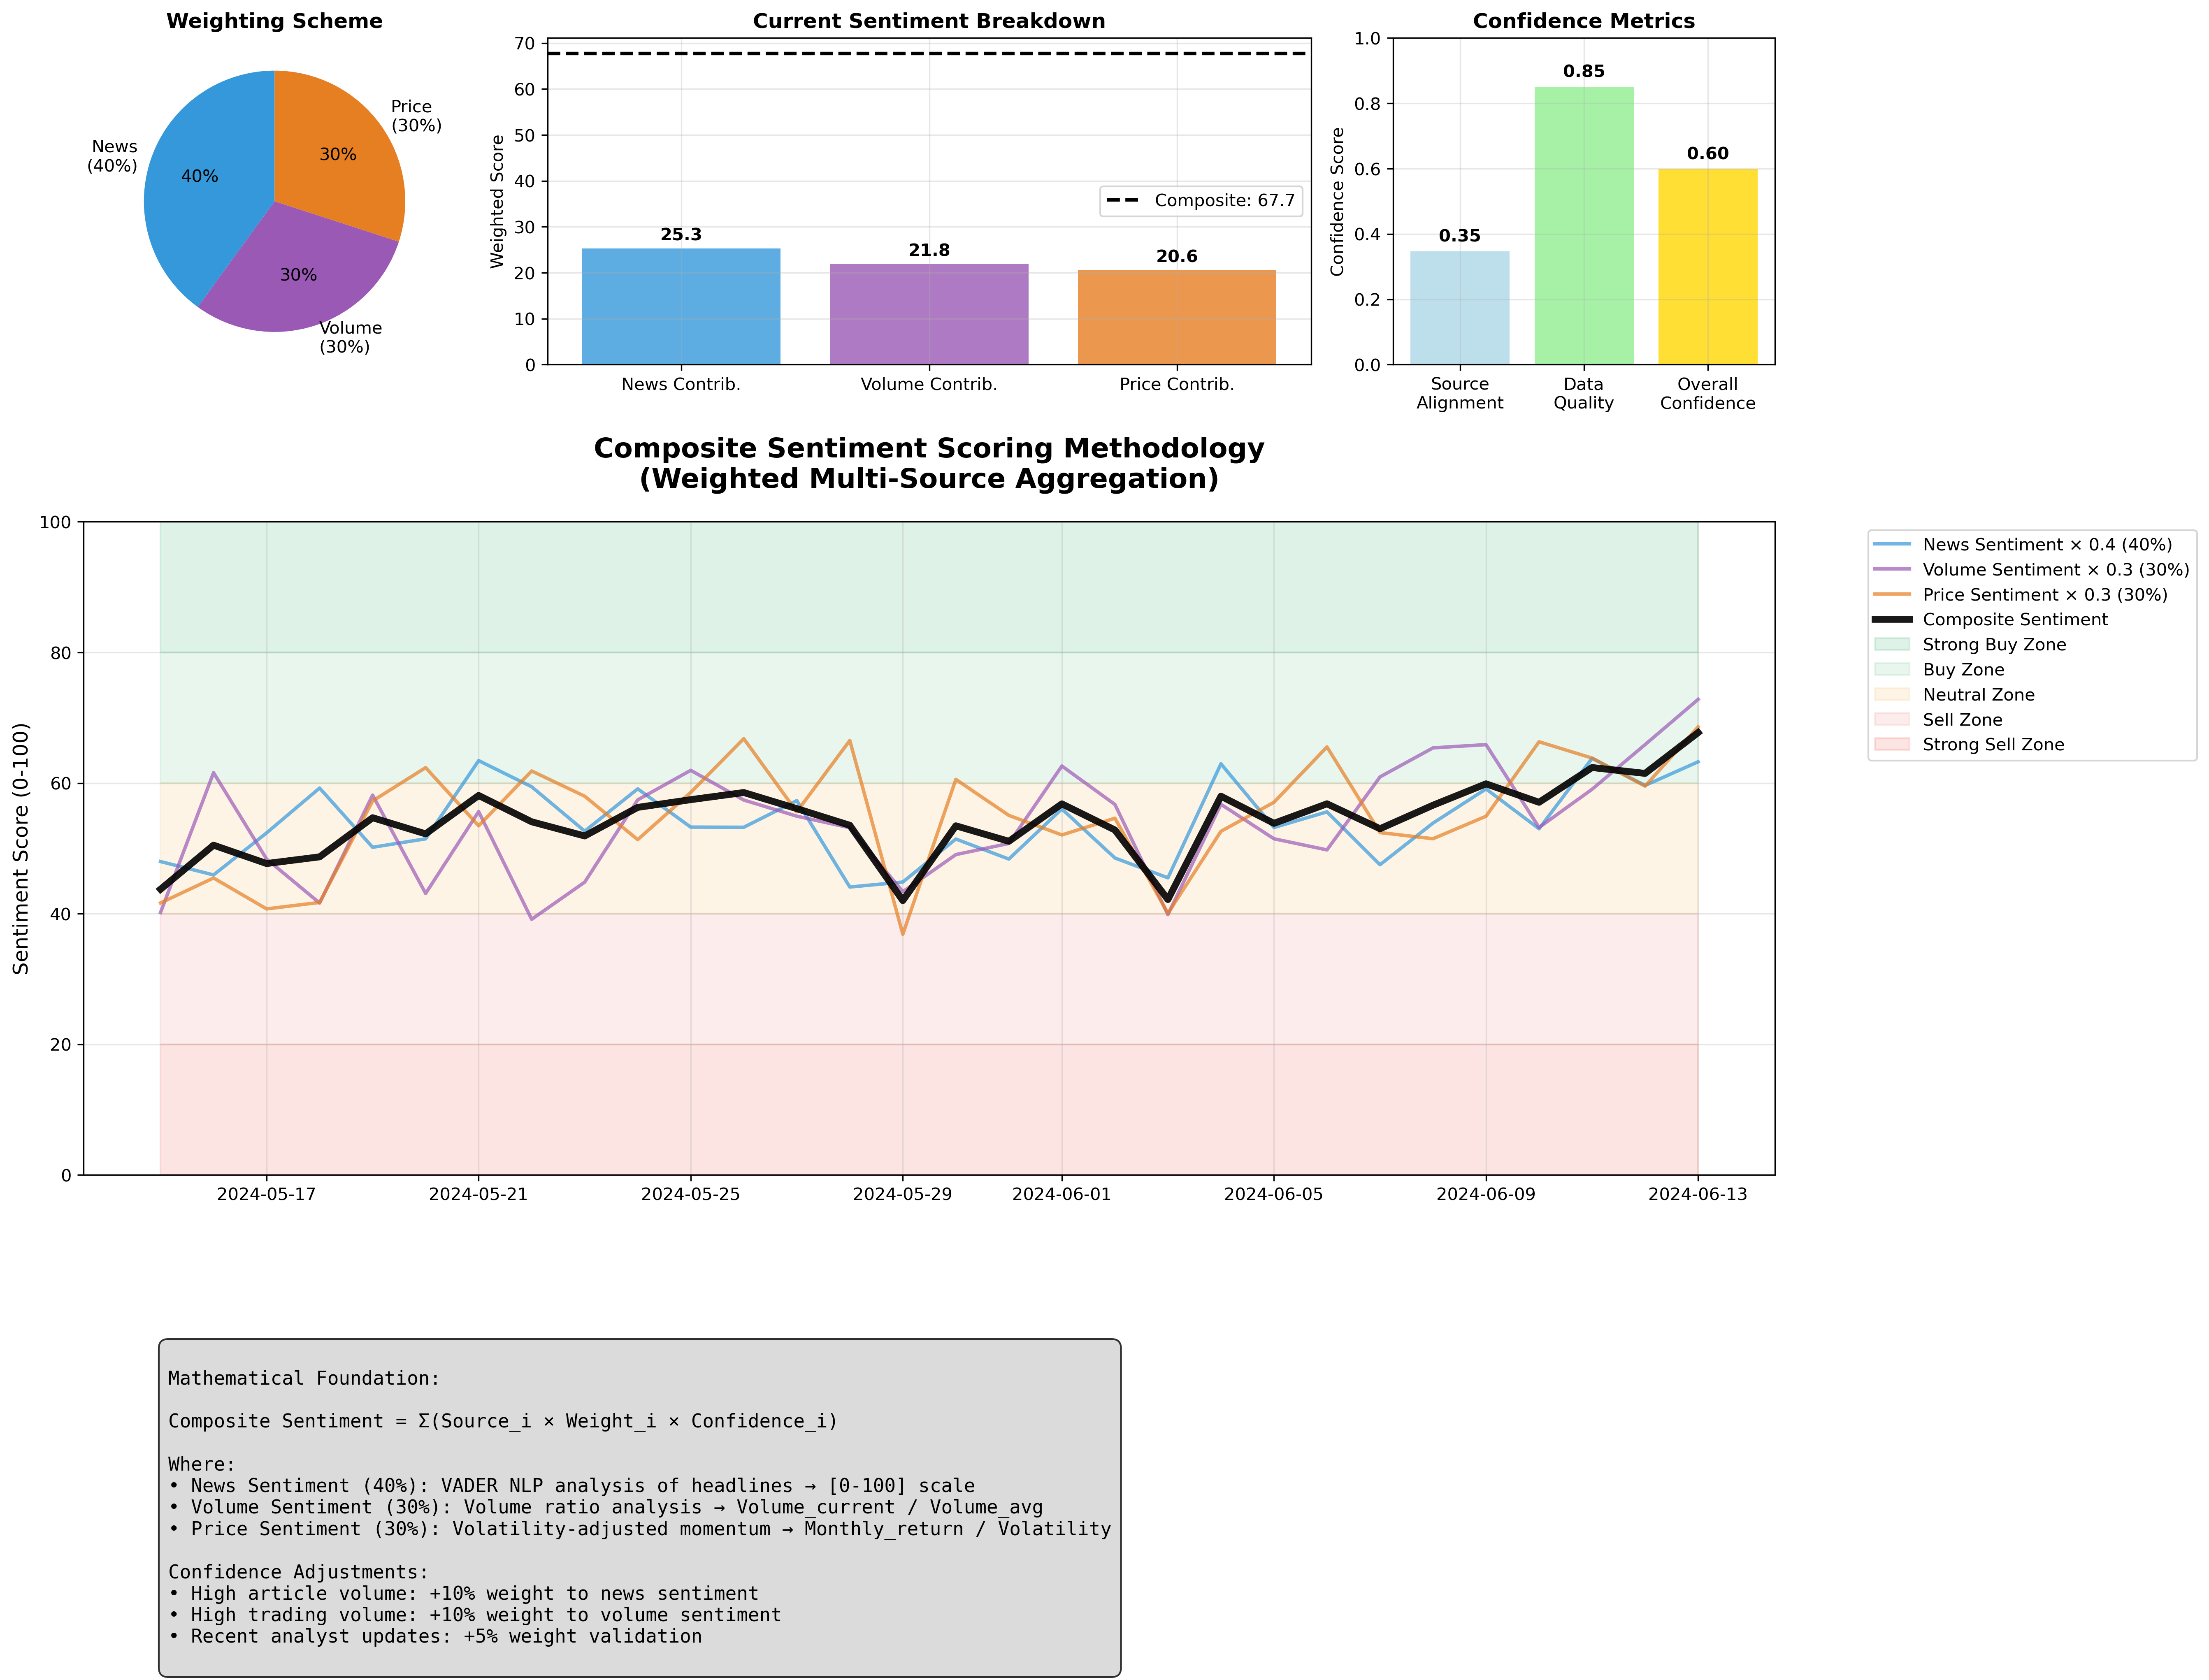 Weighting Scheme
News
(40%)
40%
Price
(30%)
30%
30%
Volume
(30%)
Current Sentiment Breakdown
Weighted Score
70
60
50
40
30
20
10
0
Composite: 67.7
25.3
21.8
20.6
News Contrib.
Volume Contrib.
Price Contrib.
Confidence Metrics
Confidence Score
1.0
0.8
0.6
0.4
0.2
0.0
0.35
0.85
0.60
Source
Alignment
Data
Quality
Overall
Confidence
Composite Sentiment Scoring Methodology
(Weighted Multi-Source Aggregation)
Sentiment Score (0-100)
100
80
60
40
20
0
2024-05-17
2024-05-21
2024-05-25
2024-05-29
2024-06-01
2024-06-05
2024-06-09
2024-06-13
News Sentiment × 0.4 (40%)
Volume Sentiment × 0.3 (30%)
Price Sentiment × 0.3 (30%)
Composite Sentiment
Strong Buy Zone
Buy Zone
Neutral Zone
Sell Zone
Strong Sell Zone
Mathematical Foundation:
Composite Sentiment = Σ(Source_i × Weight_i × Confidence_i)
Where:
• News Sentiment (40%): VADER NLP analysis of headlines → [0-100] scale
• Volume Sentiment (30%): Volume ratio analysis → Volume_current / Volume_avg
• Price Sentiment (30%): Volatility-adjusted momentum → Monthly_return / Volatility
Confidence Adjustments:
• High article volume: +10% weight to news sentiment
• High trading volume: +10% weight to volume sentiment
• Recent analyst updates: +5% weight validation